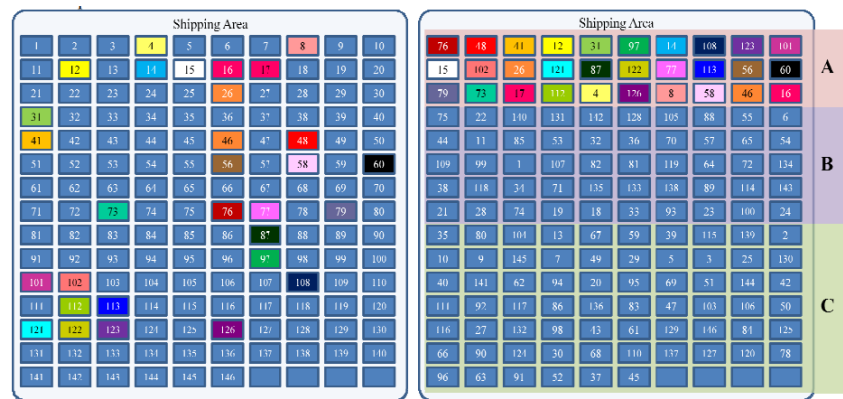 Shipping Area
1 2 3 4 5 6 7 8 9 10
11 12 13 14 15 16 17 18 19 20
21 22 23 24 25 26 27 28 29 30
31 32 33 34 35 36 37 38 39 40
41 42 43 44 45 46 47 48 49 50
51 52 53 54 55 56 57 58 59 60
61 62 63 64 65 66 67 68 69 70
71 72 73 74 75 76 77 78 79 80
81 82 83 84 85 86 87 88 89 90
91 92 93 94 95 96 97 98 99 100
101 102 103 104 105 106 107 108 109 110
111 112 113 114 115 116 117 118 119 120
121 122 123 124 125 126 127 128 129 130
131 132 133 134 135 136 137 138 139 140
141 142 143 144 145 146
Shipping Area
76 48 41 12 31 97 14 108 123 101
15 102 26 121 87 122 77 113 56 60
A
79 73 17 112 4 126 8 58 46 16
75 22 140 131 142 128 105 88 55 6
44 11 85 53 32 36 70 57 65 54
109 99 1 107 82 81 119 64 72 134
B
38 118 34 71 135 133 138 89 114 143
21 28 74 19 18 33 93 23 100 24
35 80 104 13 67 59 39 115 139 2
10 9 145 7 49 29 5 3 25 130
40 141 62 94 20 95 69 51 144 42
111 92 117 86 136 83 47 103 106 50
C
116 27 132 98 43 61 129 146 84 125
66 90 124 30 68 110 137 127 120 78
96 63 91 52 37 45